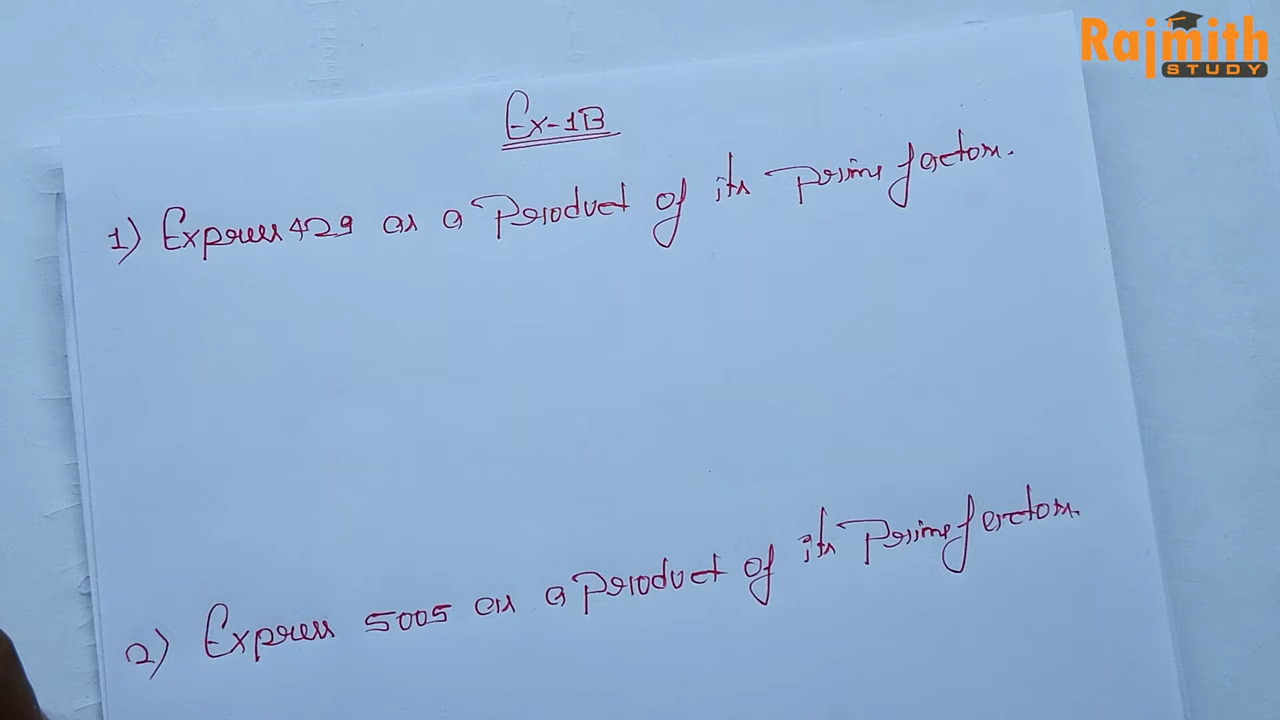 Rajmith
STUDY
Ex-1B
1) Express 429 as a Product of its prime factors.
2) Express 5005 as a Product of its Prime factors.